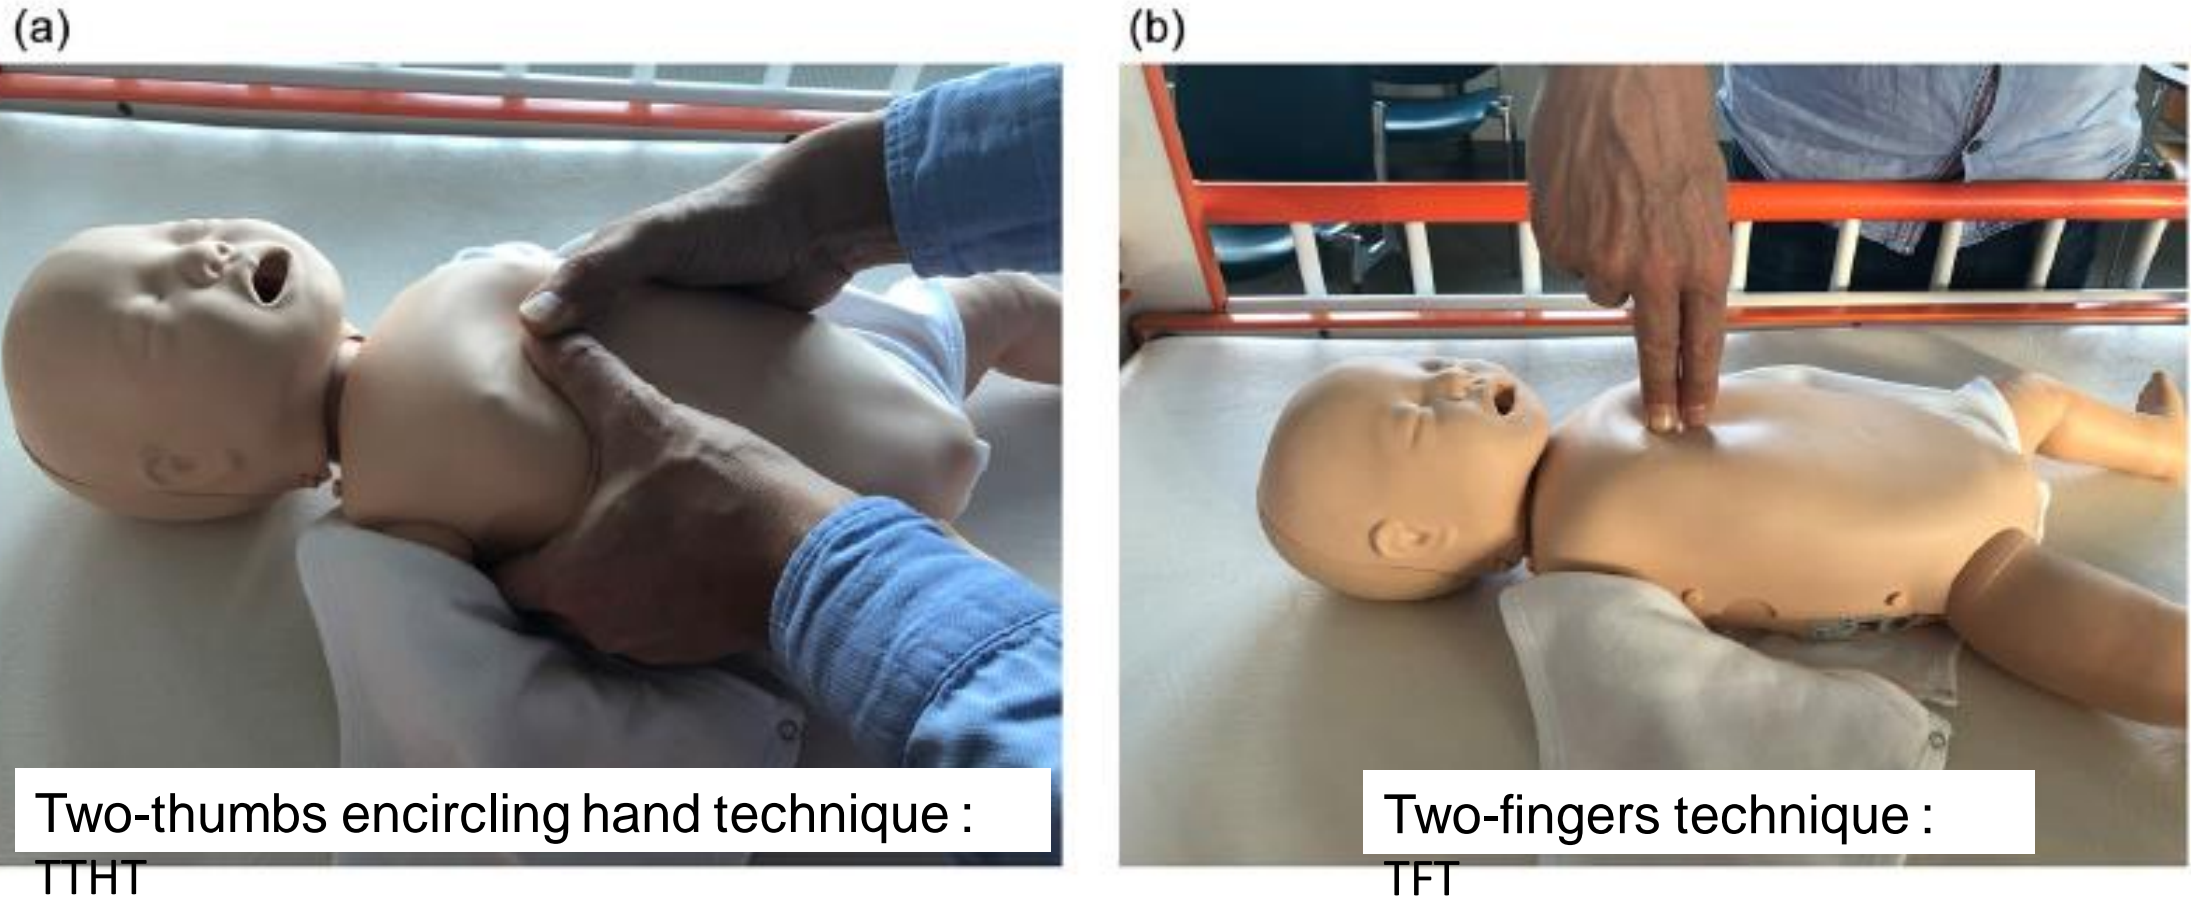 (a)
(b)
Two-thumbs encircling hand technique :
TTHT
Two-fingers technique :
TFT